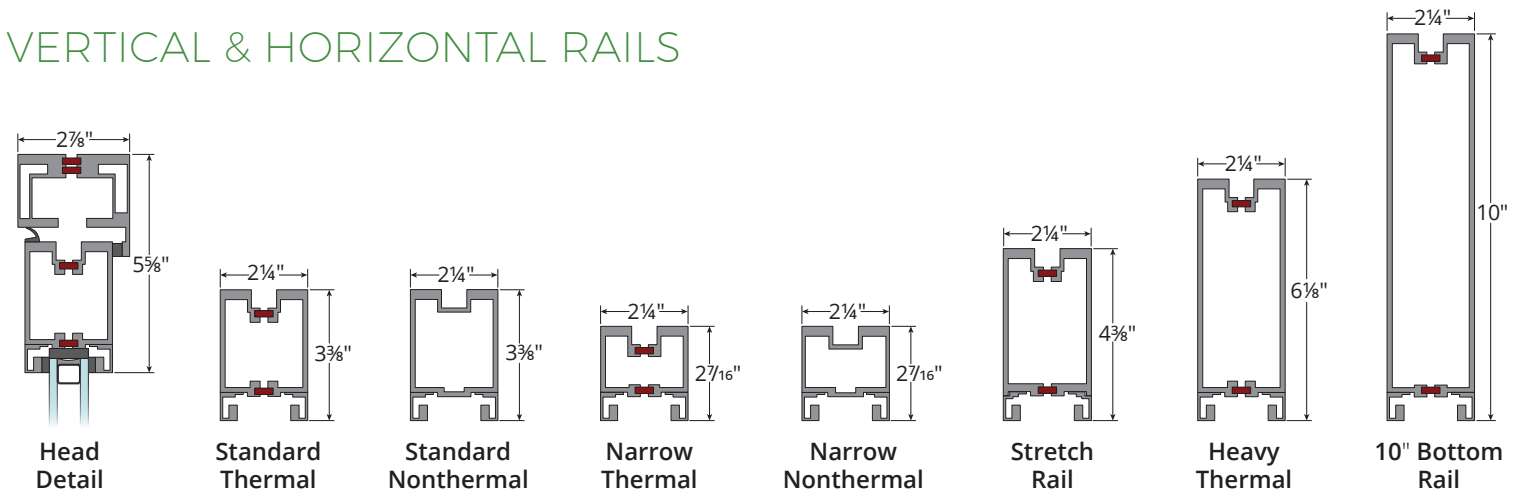 VERTICAL & HORIZONTAL RAILS
2⅞"
5⅝"
Head
Detail
2¼"
3⅜"
Standard
Thermal
2¼"
3⅜"
Standard
Nonthermal
2¼"
27/16"
Narrow
Thermal
2¼"
27/16"
Narrow
Nonthermal
2¼"
4⅜"
Stretch
Rail
2¼"
6⅛"
Heavy
Thermal
2¼"
10"
10" Bottom
Rail